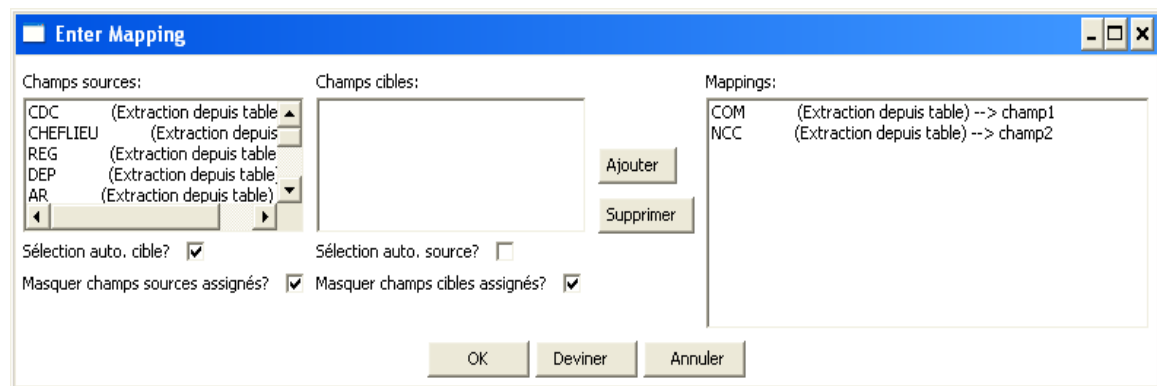 Enter Mapping
Champs sources:
CDC (Extraction depuis table
CHEFLIEU (Extraction depuis
REG (Extraction depuis table
DEP (Extraction depuis table)
AR (Extraction depuis table)
Sélection auto. cible?
Masquer champs sources assignés?
Champs cibles:
Sélection auto. source?
Masquer champs cibles assignés?
Ajouter
Supprimer
Mappings:
COM (Extraction depuis table) --> champ1
NCC (Extraction depuis table) --> champ2
OK
Deviner
Annuler